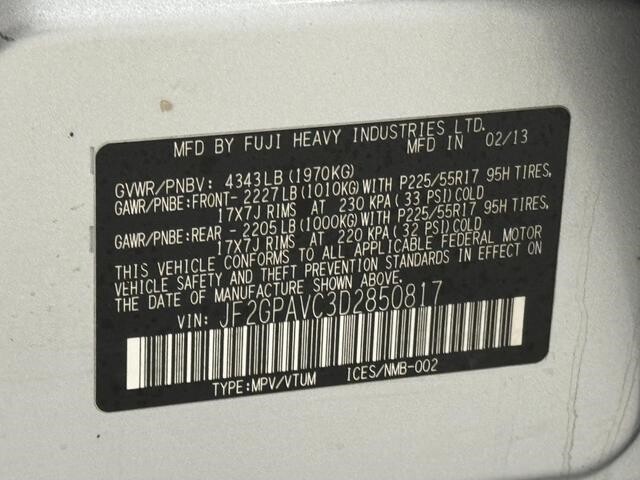 MFD BY FUJI HEAVY INDUSTRIES LTD.
MFD IN 02/13
GVWR/PNBV: 4343LB (1970KG)
GAWR/PNBE:FRONT- 2227LB (1010KG) WITH P225/55R17 95H TIRES,
17X7J RIMS AT 230 KPA (33 PSI) COLD
GAWR/PNBE:REAR - 2205LB (1000KG) WITH P225/55R17 95H TIRES,
17X7J RIMS AT 220 KPA (32 PSI) COLD
THIS VEHICLE CONFORMS TO ALL APPLICABLE FEDERAL MOTOR
VEHICLE SAFETY AND THEFT PREVENTION STANDARDS IN EFFECT ON
THE DATE OF MANUFACTURE SHOWN ABOVE.
VIN: JF2GPAVC3D2850817
TYPE:MPV/VTUM ICES/NMB-002